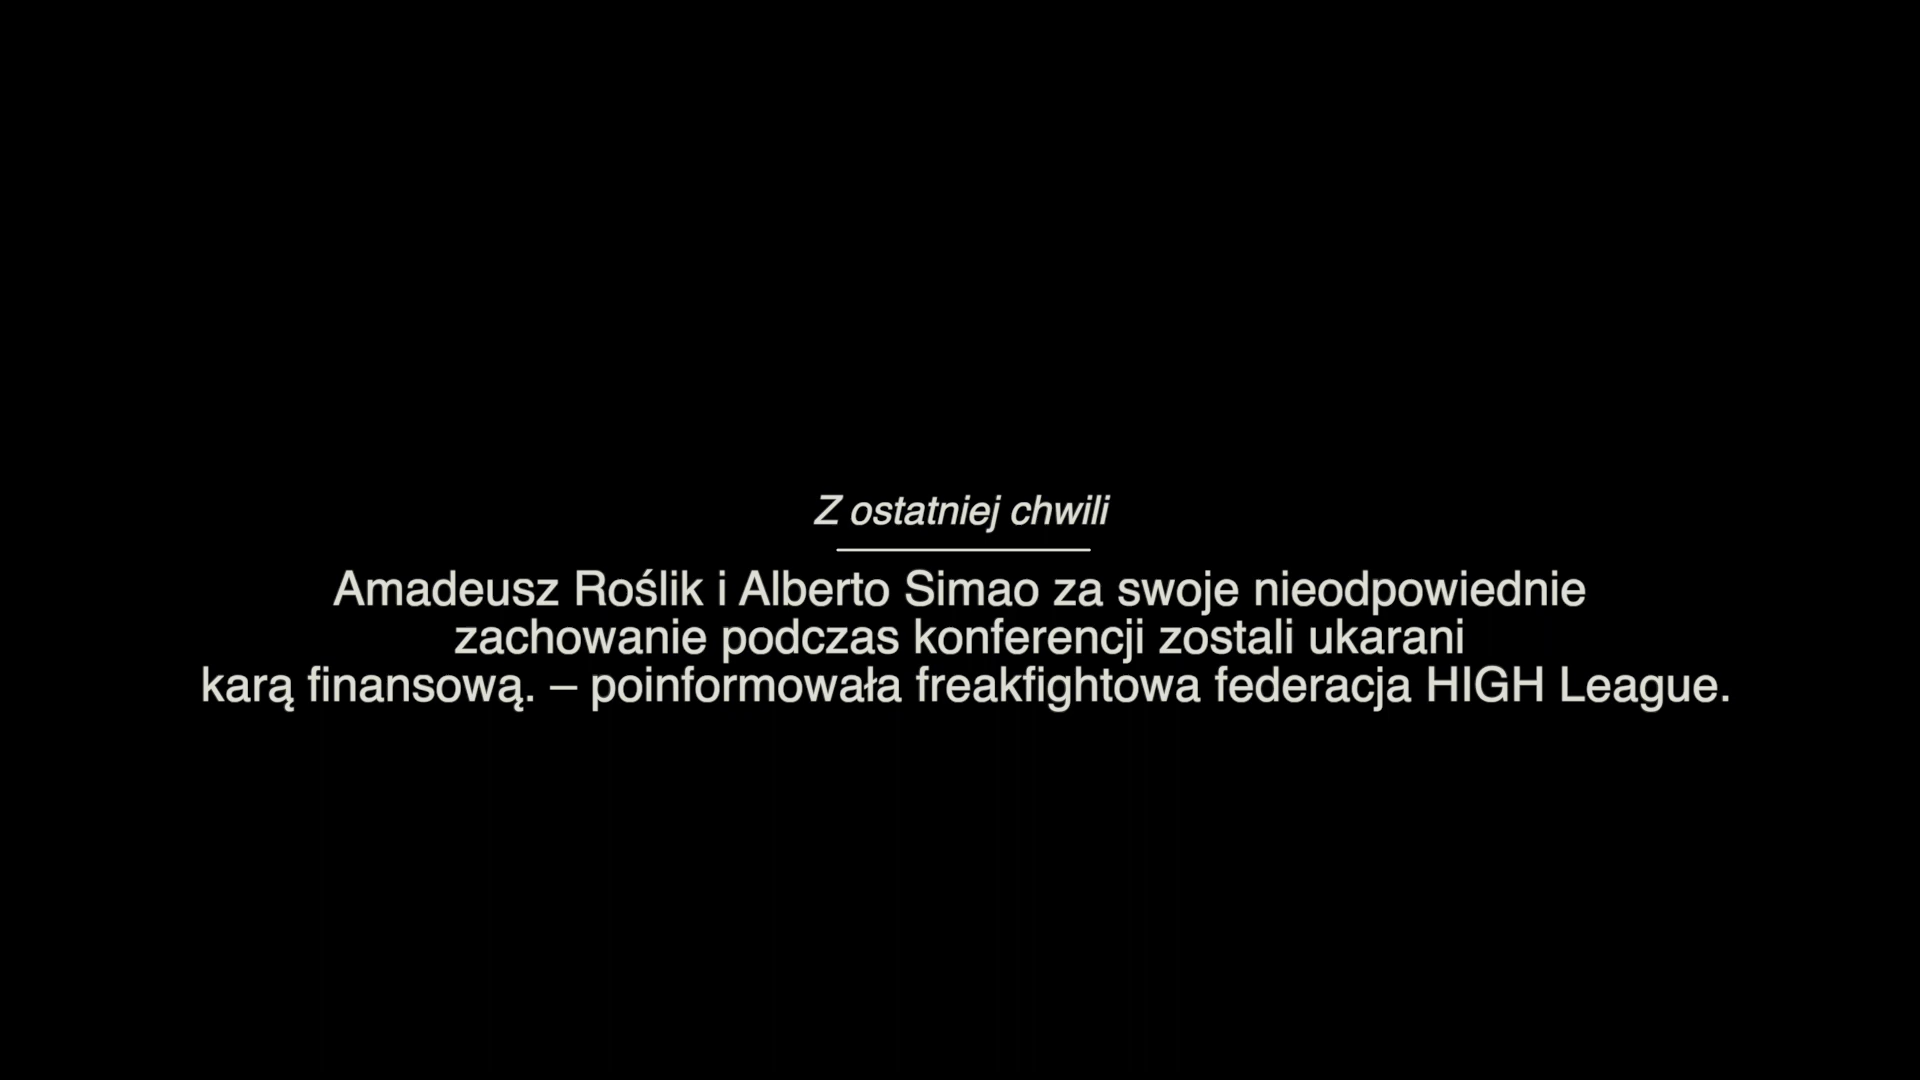 Z ostatniej chwili
Amadeusz Roślik i Alberto Simao za swoje nieodpowiednie
zachowanie podczas konferencji zostali ukarani
karą finansową. – poinformowała freakfightowa federacja HIGH League.